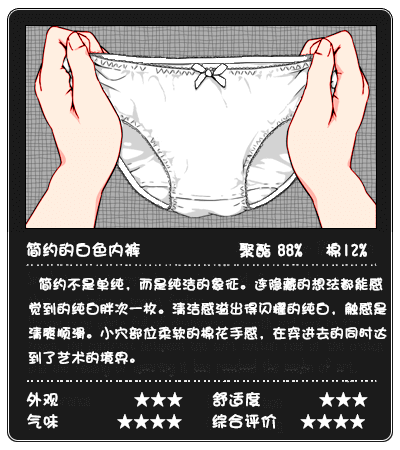 简约的白色内裤 聚酯 88% 棉12%
简约不是单纯，而是纯洁的象征。连隐藏的想法都能感
觉到的纯白胖次一枚。清洁感溢出得闪耀的纯白，触感是
清爽顺滑。小穴部位柔软的棉花手感，在容进去的同时达
到了艺术的境界。
外观 ★★★ 舒适度 ★★★
气味 ★★★★ 综合评价 ★★★★